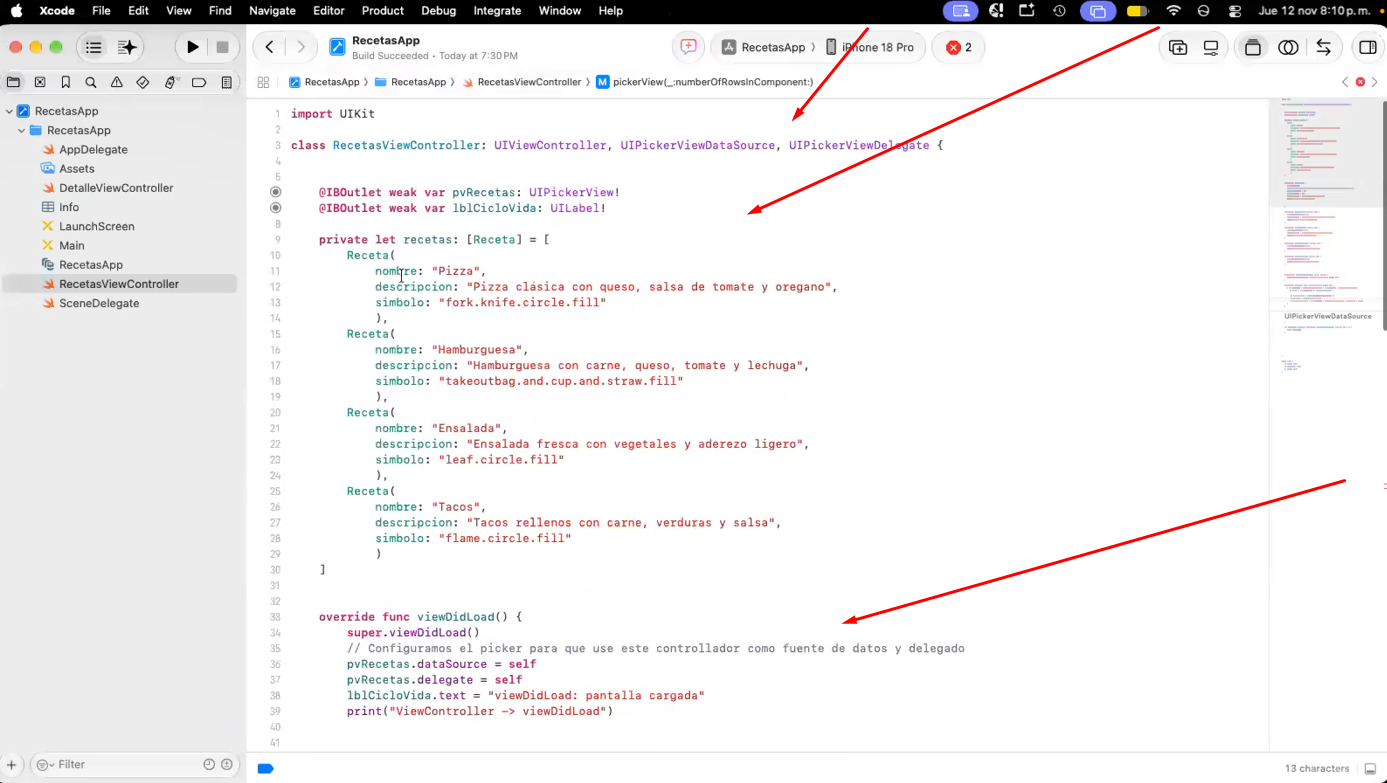 Xcode File Edit View Find Navigate Editor Product Debug Integrate Window Help Jue 12 nov 8:10 p.m.
RecetasApp
Build Succeeded • Today at 7:30 PM
RecetasApp 〉 iPhone 18 Pro
2
RecetasApp 〉 RecetasApp 〉 RecetasViewController 〉 M pickerView(_:numberOfRowsInComponent:)
RecetasApp
RecetasApp
AppDelegate
Assets
DetalleViewController
Info
LaunchScreen
Main
RecetasApp
RecetasViewController
SceneDelegate
Filter
1 import UIKit
2
3 class RecetasViewController: UIViewController, UIPickerViewDataSource, UIPickerViewDelegate {
4
5
@IBOutlet weak var pvRecetas: UIPickerView!
@IBOutlet weak var lblCicloVida: UILabel!
8
9 private let recetas: [Receta] = [
10 Receta(
11 nombre: "Pizza",
12 descripcion: "Pizza clásica con queso, salsa de tomate y oregano",
13 simbolo: "fork.knife.circle.fill"
14 ),
15 Receta(
16 nombre: "Hamburguesa",
17 descripcion: "Hamburguesa con carne, queso, tomate y lechuga",
18 simbolo: "takeoutbag.and.cup.and.straw.fill"
19 ),
20 Receta(
21 nombre: "Ensalada",
22 descripcion: "Ensalada fresca con vegetales y aderezo ligero",
23 simbolo: "leaf.circle.fill"
24 ),
25 Receta(
26 nombre: "Tacos",
27 descripcion: "Tacos rellenos con carne, verduras y salsa",
28 simbolo: "flame.circle.fill"
29 )
30 ]
31
32
33 override func viewDidLoad() {
34 super.viewDidLoad()
35 // Configuramos el picker para que use este controllador como fuente de datos y delegado
36 pvRecetas.dataSource = self
37 pvRecetas.delegate = self
38 lblCicloVida.text = "viewDidLoad: pantalla cargada"
39 print("ViewController -> viewDidLoad")
40
41
UIPickerViewDataSource
13 characters